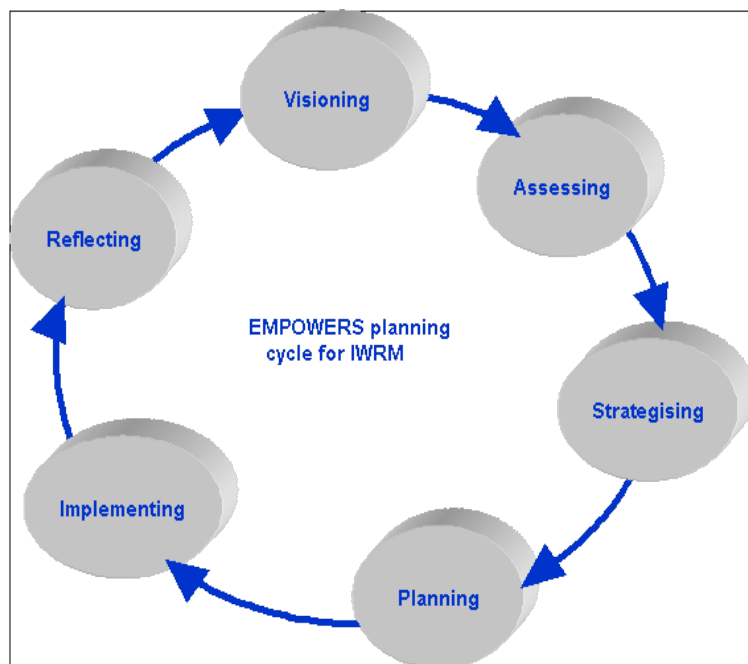 Visioning
Assessing
Reflecting
EMPOWERS planning
cycle for IWRM
Strategising
Implementing
Planning